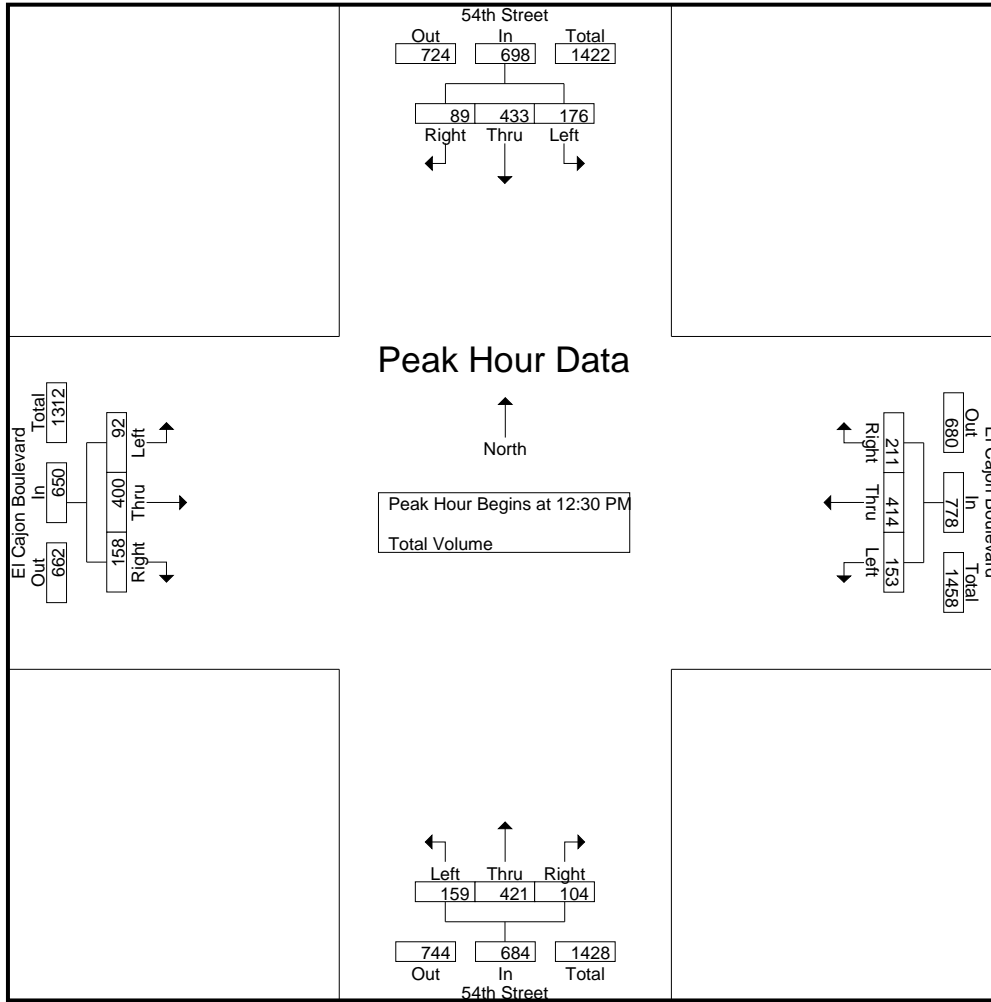 54th Street
Out In Total
724 698 1422
89 433 176
Right Thru Left
Peak Hour Data
North
Peak Hour Begins at 12:30 PM
Total Volume
El Cajon Boulevard
Out In Total
662 650 1312
Left Thru Right
92 400 158
El Cajon Boulevard
Out In Total
680 778 1458
Right Thru Left
211 414 153
Left Thru Right
159 421 104
744 684 1428
Out In Total
54th Street